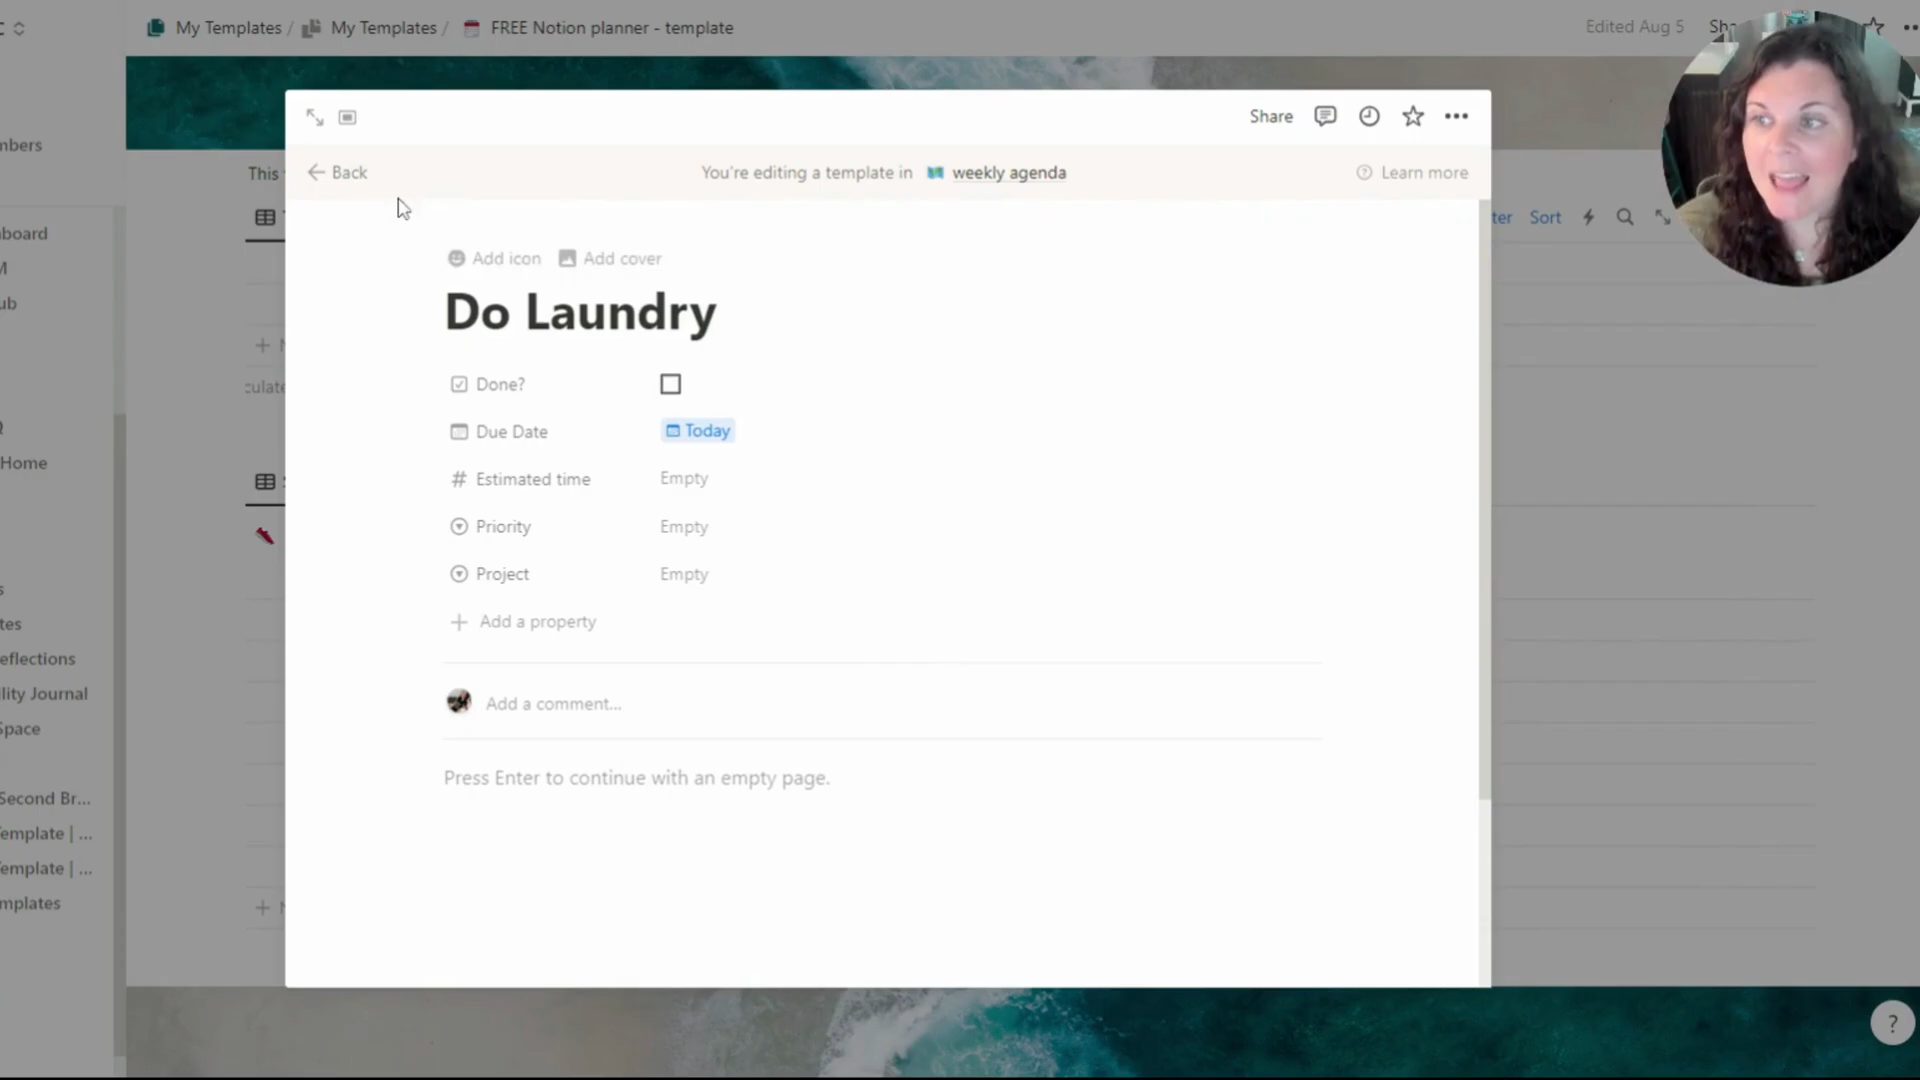 My Templates / My Templates / FREE Notion planner - template
Edited Aug 5
Share
Back
You're editing a template in weekly agenda
Learn more
This
Sort
Add icon Add cover
Do Laundry
Done?
Due Date Today
Estimated time Empty
Priority Empty
Project Empty
+ Add a property
Add a comment...
Press Enter to continue with an empty page.
mbers
board
M
ub
culate
Home
tes
eflections
lity Journal
Space
Second Br...
emplate | ...
emplate | ...
mplates
?